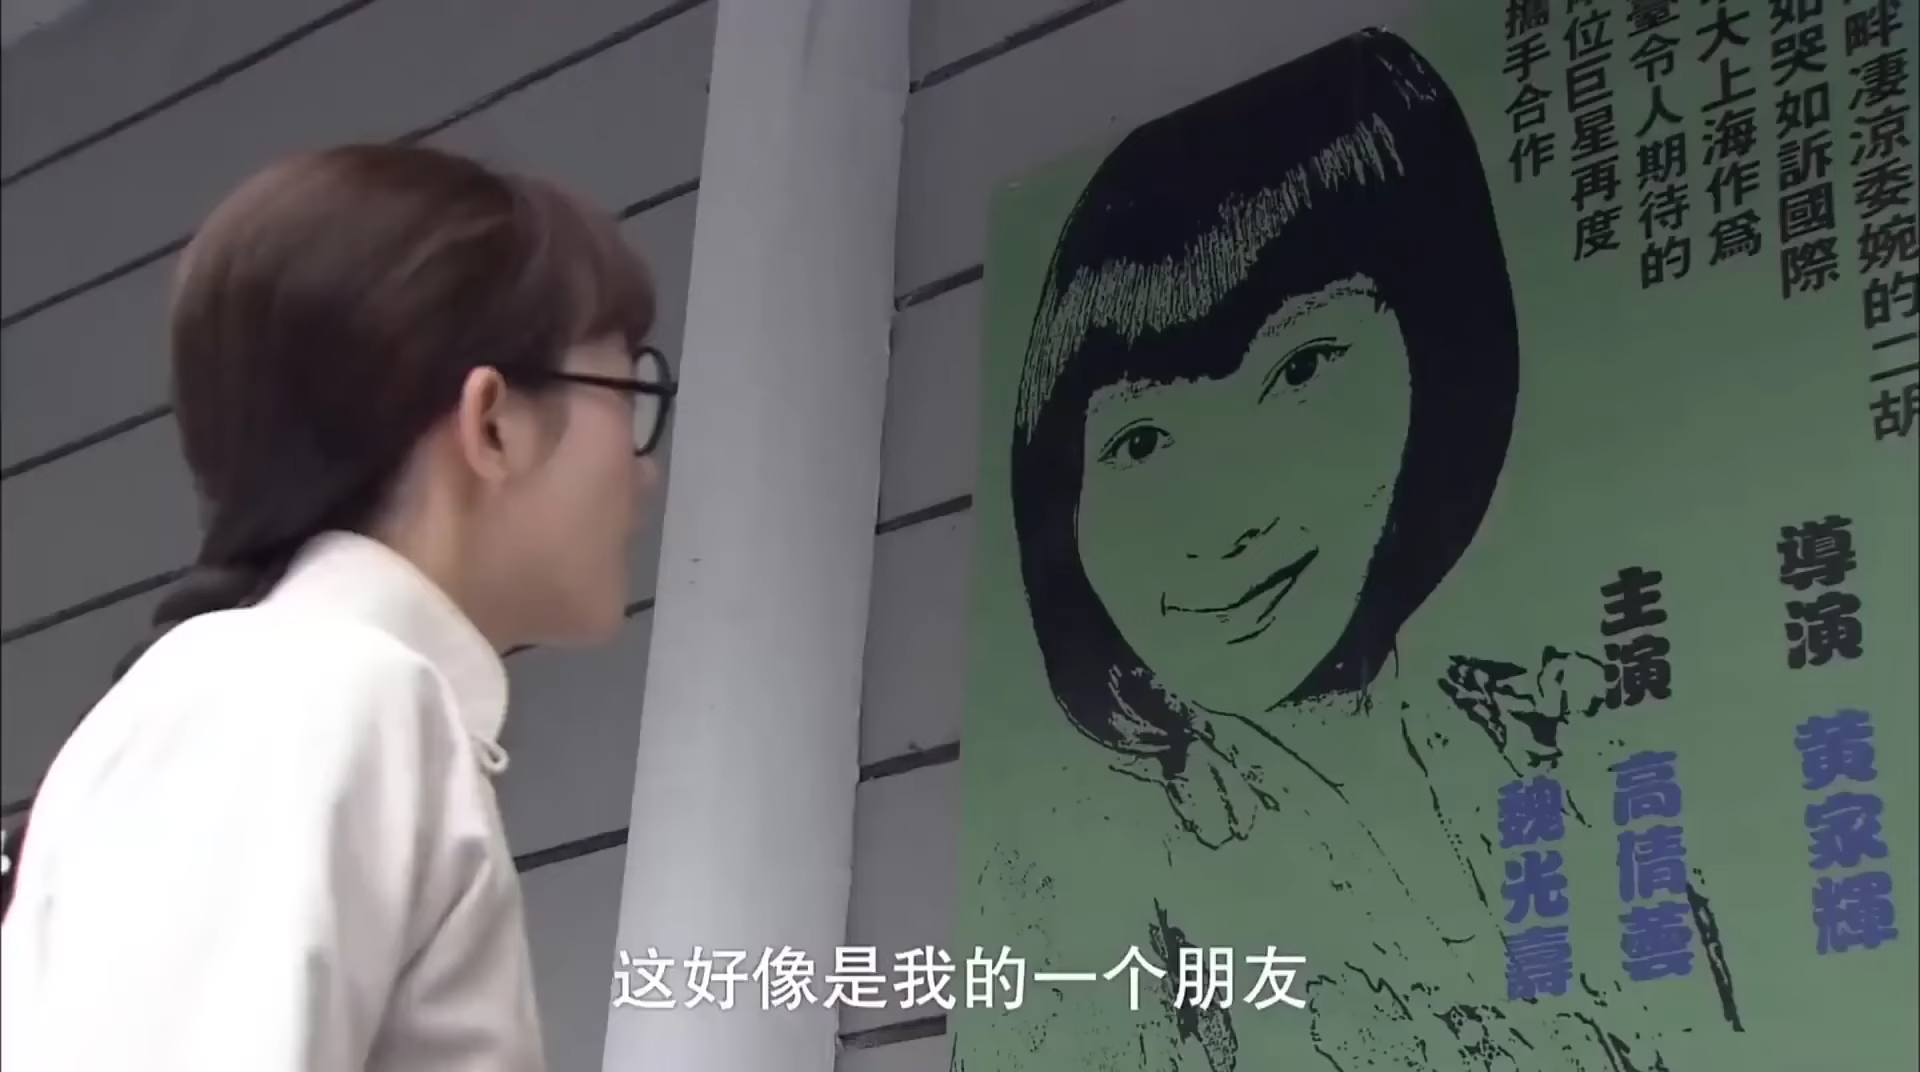 畔淒涼委婉的二胡
如哭如訴國際
大上海作爲
臺令人期待的
位巨星再度
攜手合作
導演 黄家輝
主演 高倩蕓
魏光壽
这好像是我的一个朋友